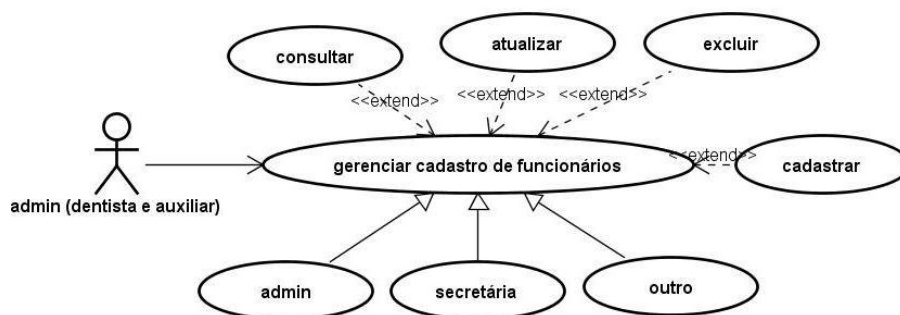 consultar
atualizar
excluir
<<extend>>
<<extend>>
<<extend>>
gerenciar cadastro de funcionários
<<extend>>
cadastrar
admin (dentista e auxiliar)
admin
secretária
outro